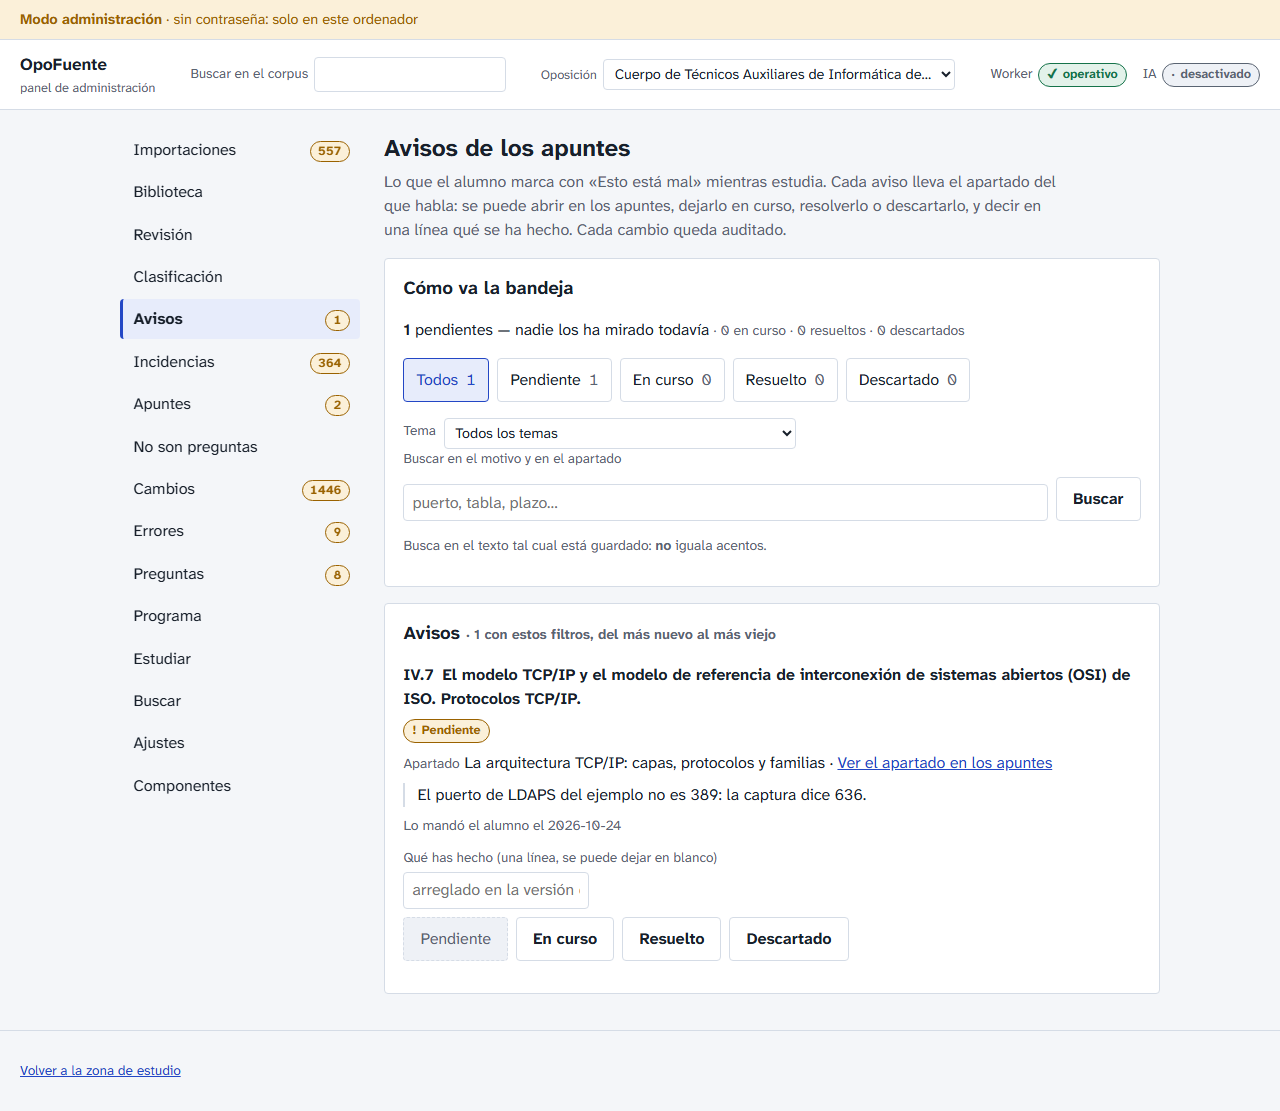 Modo administración · sin contraseña: solo en este ordenador
OpoFuente
panel de administración
Buscar en el corpus
Oposición
Cuerpo de Técnicos Auxiliares de Informática de...
Worker ✓ operativo
IA · desactivado
Importaciones 557
Biblioteca
Revisión
Clasificación
Avisos 1
Incidencias 364
Apuntes 2
No son preguntas
Cambios 1446
Errores 9
Preguntas 8
Programa
Estudiar
Buscar
Ajustes
Componentes
Avisos de los apuntes
Lo que el alumno marca con «Esto está mal» mientras estudia. Cada aviso lleva el apartado del
que habla: se puede abrir en los apuntes, dejarlo en curso, resolverlo o descartarlo, y decir en
una línea qué se ha hecho. Cada cambio queda auditado.
Cómo va la bandeja
1 pendientes — nadie los ha mirado todavía · 0 en curso · 0 resueltos · 0 descartados
Todos 1
Pendiente 1
En curso 0
Resuelto 0
Descartado 0
Tema
Todos los temas
Buscar en el motivo y en el apartado
puerto, tabla, plazo...
Buscar
Busca en el texto tal cual está guardado: no iguala acentos.
Avisos · 1 con estos filtros, del más nuevo al más viejo
IV.7 El modelo TCP/IP y el modelo de referencia de interconexión de sistemas abiertos (OSI) de
ISO. Protocolos TCP/IP.
! Pendiente
Apartado La arquitectura TCP/IP: capas, protocolos y familias · Ver el apartado en los apuntes
El puerto de LDAPS del ejemplo no es 389: la captura dice 636.
Lo mandó el alumno el 2026-10-24
Qué has hecho (una línea, se puede dejar en blanco)
arreglado en la versión
Pendiente
En curso
Resuelto
Descartado
Volver a la zona de estudio